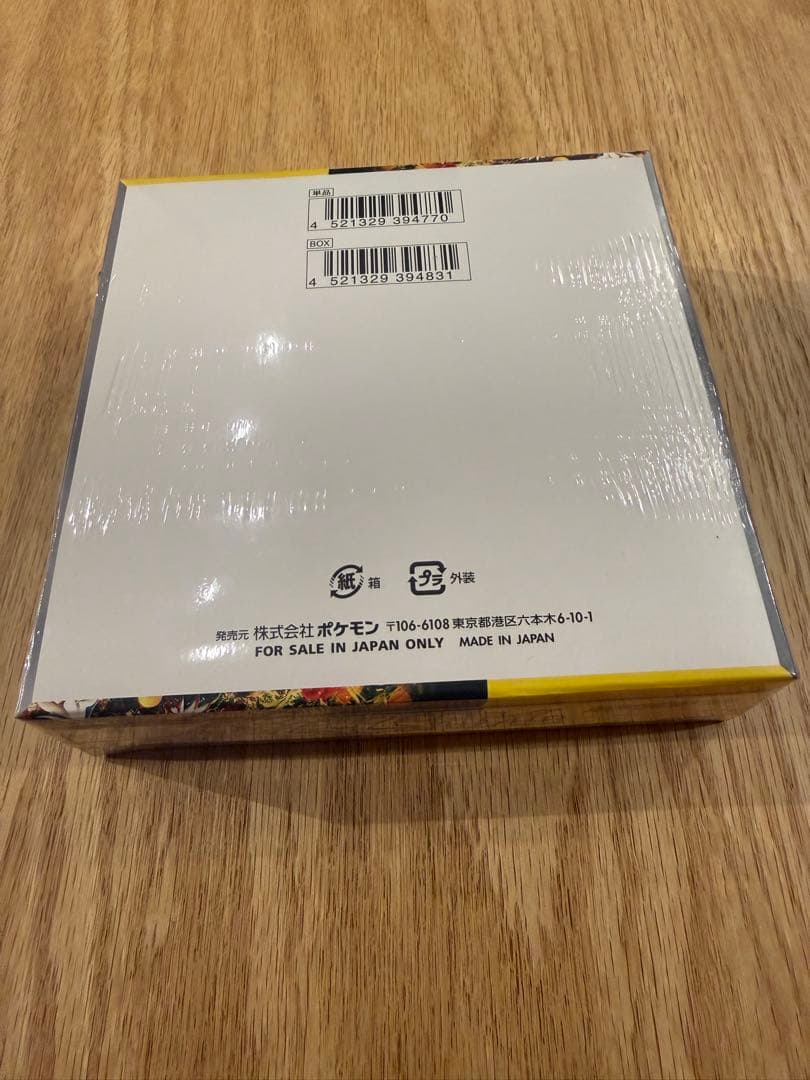 単品
4 521329 394770
BOX
4 521329 394831
紙 箱 プラ 外装
発売元 株式会社ポケモン 〒106-6108 東京都港区六本木6-10-1
FOR SALE IN JAPAN ONLY MADE IN JAPAN